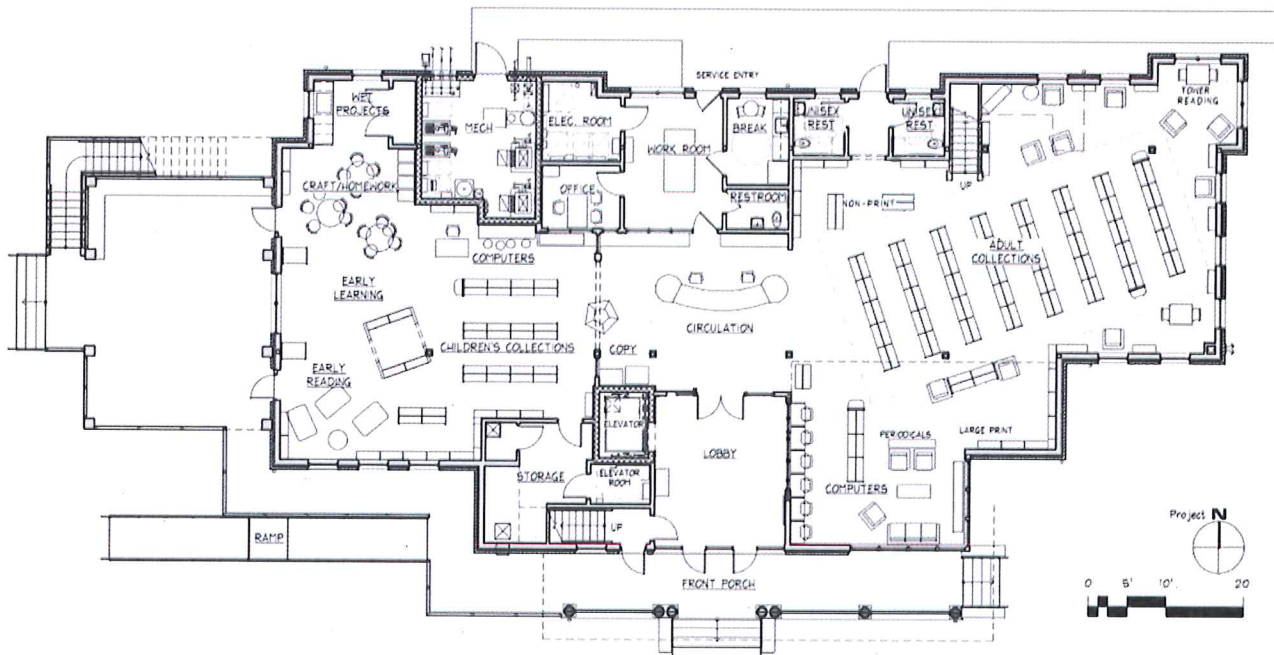 SERVICE ENTRY
TOWER
READING
WET
PROJECTS
MECH
ELEC. ROOM
WORK ROOM
BREAK
UNISEX
REST
UNISEX
REST
CRAFT/HOMEWORK
OFFICE
RESTROOM
UP
NON-PRINT
COMPUTERS
ADULT
COLLECTIONS
EARLY
LEARNING
CIRCULATION
CHILDREN'S COLLECTIONS
COPY
EARLY
READING
ELEVATOR
LOBBY
PERIODICALS
LARGE PRINT
STORAGE
ELEVATOR
ROOM
COMPUTERS
UP
RAMP
FRONT PORCH
Project N
0 5' 10' 20